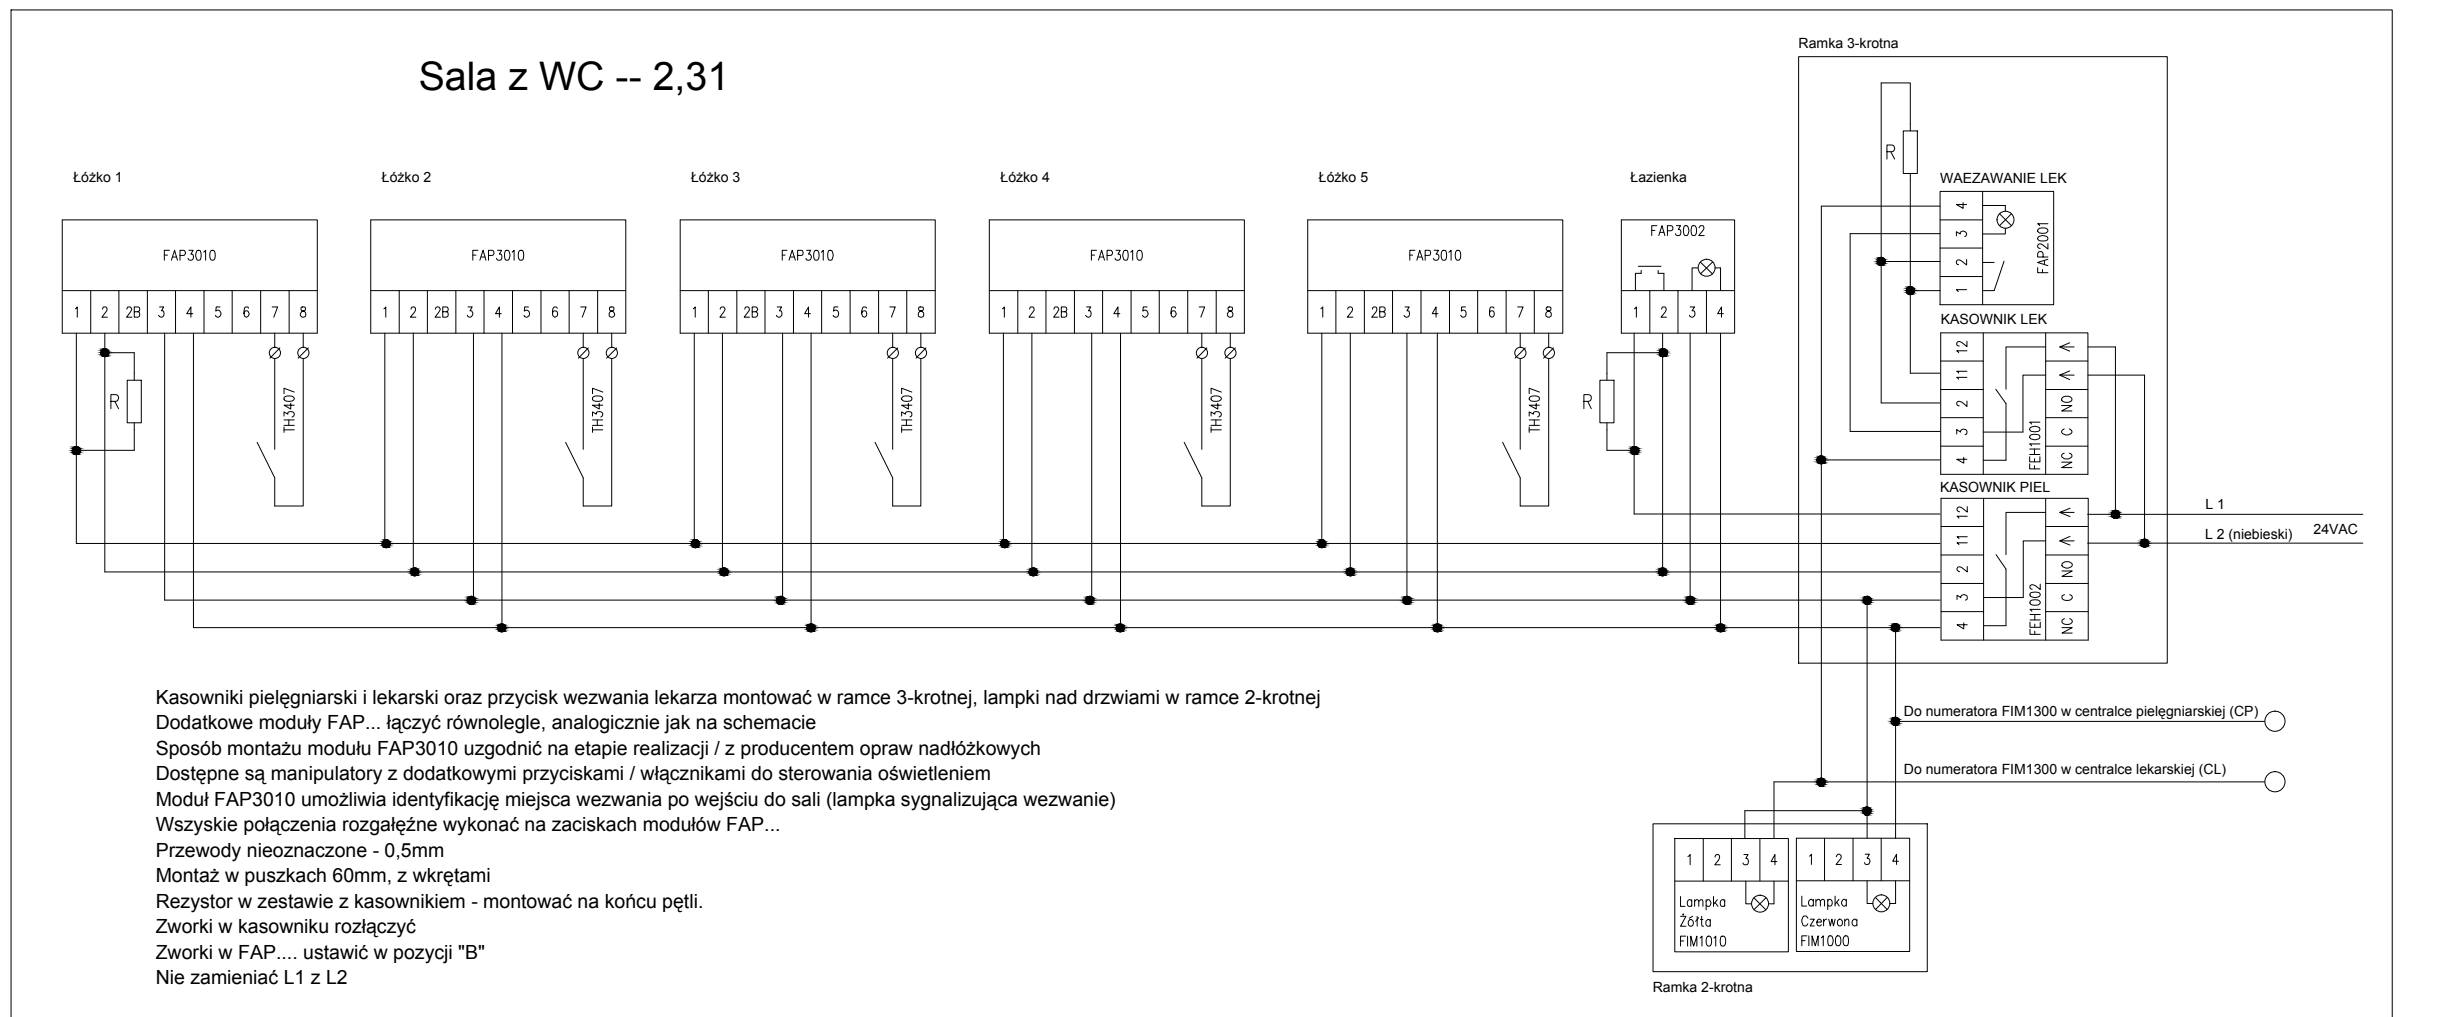 Ramka 3-krotna
Sala z WC -- 2,31
Łóżko 1
Łóżko 2
Łóżko 3
Łóżko 4
Łóżko 5
Łazienka
FAP3010
1 2 2B 3 4 5 6 7 8
R
TH3407
FAP3010
1 2 2B 3 4 5 6 7 8
TH3407
FAP3010
1 2 2B 3 4 5 6 7 8
TH3407
FAP3010
1 2 2B 3 4 5 6 7 8
TH3407
FAP3010
1 2 2B 3 4 5 6 7 8
TH3407
FAP3002
1 2 3 4
R
R
WAEZAWANIE LEK
4
3
2
1
FAP2001
KASOWNIK LEK
12
11
2 NO
3 C
4 NC
FEH1001
KASOWNIK PIEL
12
11
2 NO
3 C
4 NC
FEH1002
L 1
L 2 (niebieski)
24VAC
Kasowniki pielęgniarski i lekarski oraz przycisk wezwania lekarza montować w ramce 3-krotnej, lampki nad drzwiami w ramce 2-krotnej
Dodatkowe moduły FAP... łączyć równolegle, analogicznie jak na schemacie
Sposób montażu modułu FAP3010 uzgodnić na etapie realizacji / z producentem opraw nadłóżkowych
Dostępne są manipulatory z dodatkowymi przyciskami / włącznikami do sterowania oświetleniem
Moduł FAP3010 umożliwia identyfikację miejsca wezwania po wejściu do sali (lampka sygnalizująca wezwanie)
Wszyskie połączenia rozgałęźne wykonać na zaciskach modułów FAP...
Przewody nieoznaczone - 0,5mm
Montaż w puszkach 60mm, z wkrętami
Rezystor w zestawie z kasownikiem - montować na końcu pętli.
Zworki w kasowniku rozłączyć
Zworki w FAP.... ustawić w pozycji "B"
Nie zamieniać L1 z L2
Do numeratora FIM1300 w centralce pielęgniarskiej (CP)
Do numeratora FIM1300 w centralce lekarskiej (CL)
1 2 3 4
Lampka
Żółta
FIM1010
1 2 3 4
Lampka
Czerwona
FIM1000
Ramka 2-krotna